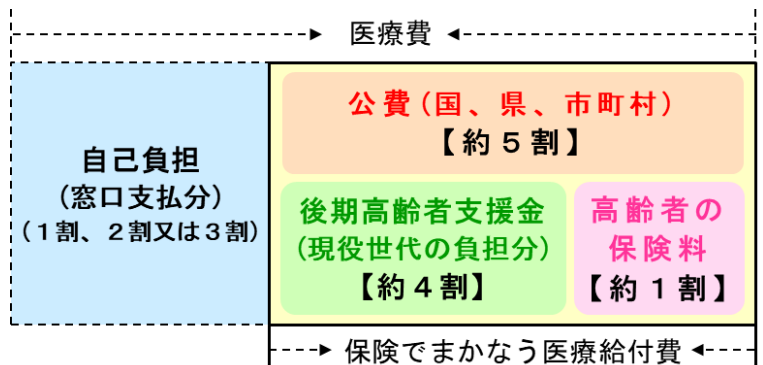 医療費
自己負担
(窓口支払分)
(1割、2割又は3割)
公費(国、県、市町村)
【約5割】
後期高齢者支援金
(現役世代の負担分)
【約4割】
高齢者の
保険料
【約1割】
保険でまかなう医療給付費